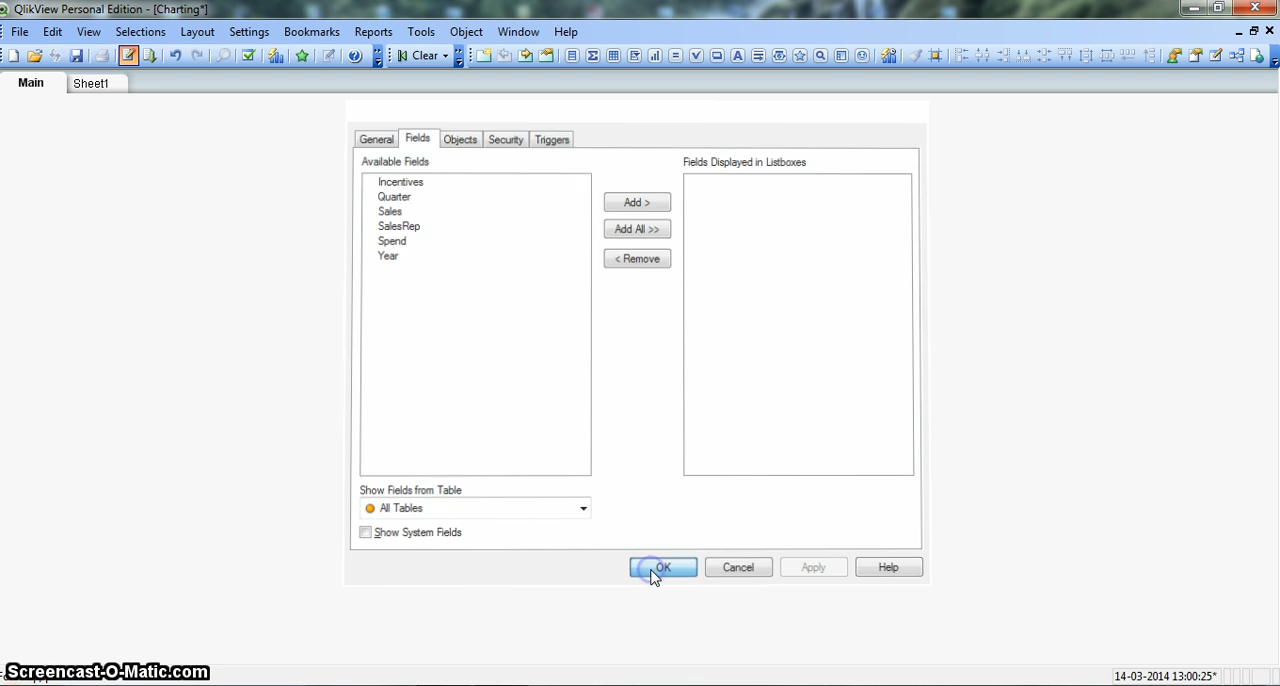 QlikView Personal Edition - [Charting*]
File Edit View Selections Layout Settings Bookmarks Reports Tools Object Window Help
Clear
Main Sheet1
General Fields Objects Security Triggers
Available Fields
Fields Displayed in Listboxes
Incentives
Quarter
Sales
SalesRep
Spend
Year
Add >
Add All >>
< Remove
Show Fields from Table
All Tables
Show System Fields
OK Cancel Apply Help
Screencast-O-Matic.com
14-03-2014 13:00:25*